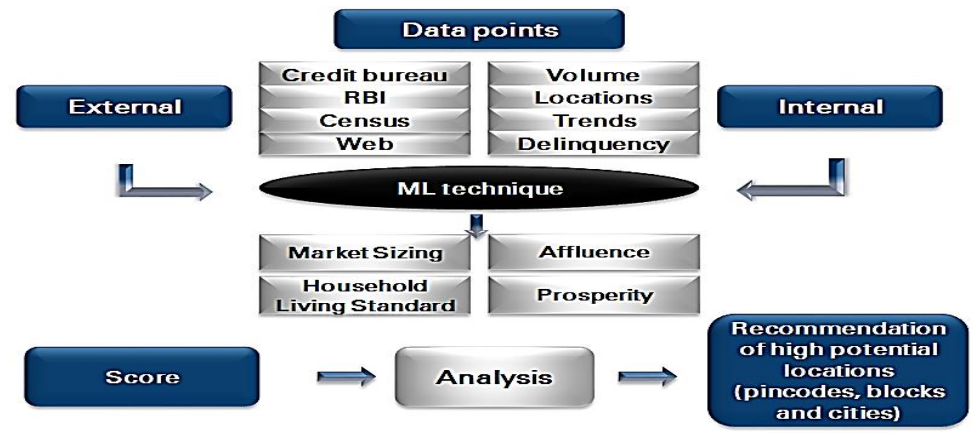 Data points
External
Credit bureau
RBI
Census
Web
Volume
Locations
Trends
Delinquency
Internal
ML technique
Market Sizing
Affluence
Household
Living Standard
Prosperity
Score
Analysis
Recommendation
of high potential
locations
(pincodes, blocks
and cities)